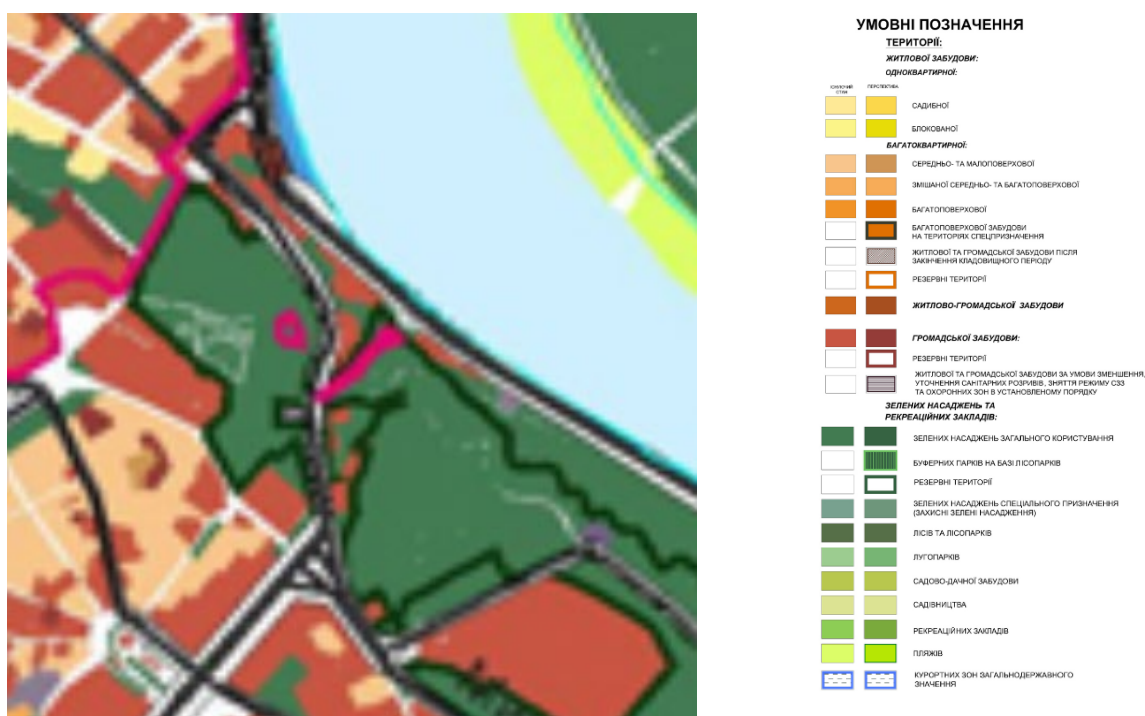 УМОВНІ ПОЗНАЧЕННЯ
ТЕРИТОРІЇ:
ЖИТЛОВОЇ ЗАБУДОВИ:
ОДНОКВАРТИРНОЇ:
ІСНУЮЧИЙ СТАН
ПЕРСПЕКТИВА
САДИБНОЇ
БЛОКОВАНОЇ
БАГАТОКВАРТИРНОЇ:
СЕРЕДНЬО- ТА МАЛОПОВЕРХОВОЇ
ЗМІШАНОЇ СЕРЕДНЬО- ТА БАГАТОПОВЕРХОВОЇ
БАГАТОПОВЕРХОВОЇ
БАГАТОПОВЕРХОВОЇ ЗАБУДОВИ
НА ТЕРИТОРІЯХ СПЕЦПРИЗНАЧЕННЯ
ЖИТЛОВОЇ ТА ГРОМАДСЬКОЇ ЗАБУДОВИ ПІСЛЯ
ЗАКІНЧЕННЯ КЛАДОВИЩНОГО ПЕРІОДУ
РЕЗЕРВНІ ТЕРИТОРІЇ
ЖИТЛОВО-ГРОМАДСЬКОЇ ЗАБУДОВИ
ГРОМАДСЬКОЇ ЗАБУДОВИ:
РЕЗЕРВНІ ТЕРИТОРІЇ
ЖИТЛОВОЇ ТА ГРОМАДСЬКОЇ ЗАБУДОВИ ЗА УМОВИ ЗМЕНШЕННЯ,
УТОЧНЕННЯ САНІТАРНИХ РОЗРИВІВ, ЗНЯТТЯ РЕЖИМУ СЗЗ
ТА ОХОРОННИХ ЗОН В УСТАНОВЛЕНОМУ ПОРЯДКУ
ЗЕЛЕНИХ НАСАДЖЕНЬ ТА
РЕКРЕАЦІЙНИХ ЗАКЛАДІВ:
ЗЕЛЕНИХ НАСАДЖЕНЬ ЗАГАЛЬНОГО КОРИСТУВАННЯ
БУФЕРНИХ ПАРКІВ НА БАЗІ ЛІСОПАРКІВ
РЕЗЕРВНІ ТЕРИТОРІЇ
ЗЕЛЕНИХ НАСАДЖЕНЬ СПЕЦІАЛЬНОГО ПРИЗНАЧЕННЯ
(ЗАХИСНІ ЗЕЛЕНІ НАСАДЖЕННЯ)
ЛІСІВ ТА ЛІСОПАРКІВ
ЛУГОПАРКІВ
САДОВО-ДАЧНОЇ ЗАБУДОВИ
САДІВНИЦТВА
РЕКРЕАЦІЙНИХ ЗАКЛАДІВ
ПЛЯЖІВ
КУРОРТНИХ ЗОН ЗАГАЛЬНОДЕРЖАВНОГО
ЗНАЧЕННЯ